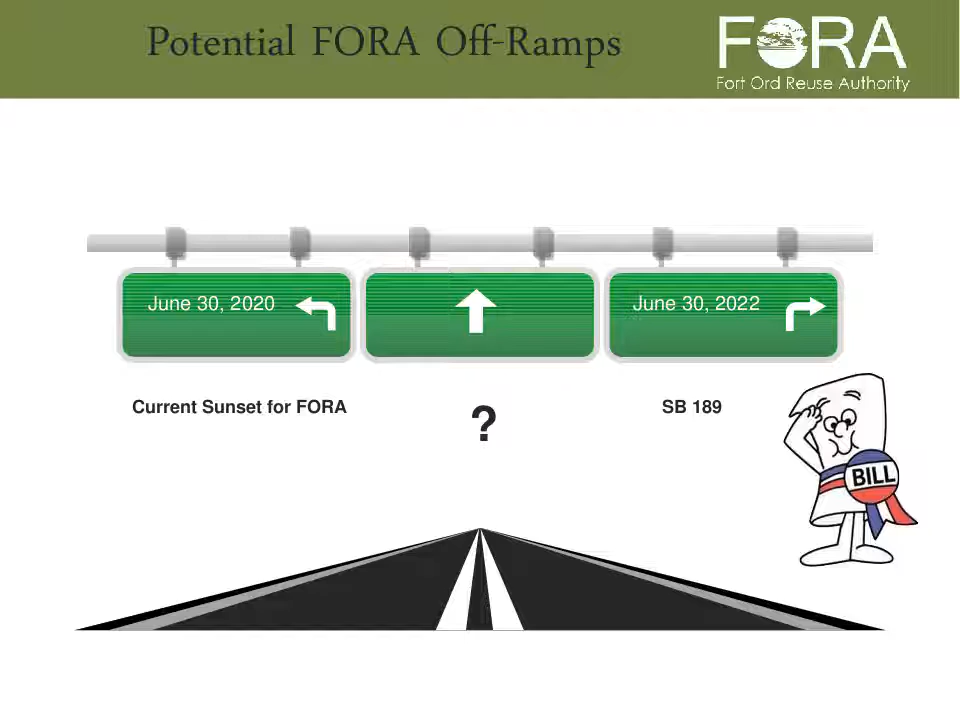 Potential FORA Off-Ramps
FORA
Fort Ord Reuse Authority
June 30, 2020
June 30, 2022
Current Sunset for FORA
?
SB 189
BILL